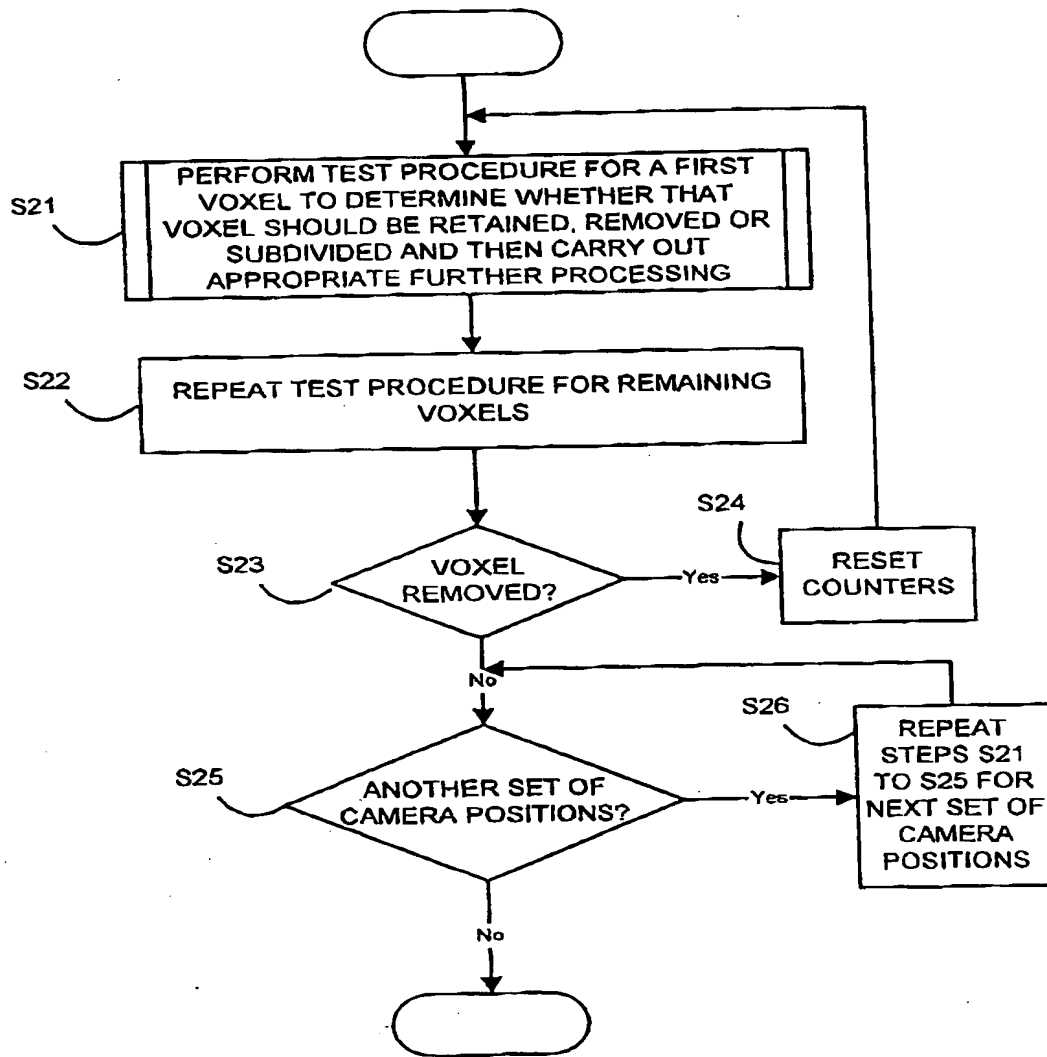 S21
PERFORM TEST PROCEDURE FOR A FIRST
VOXEL TO DETERMINE WHETHER THAT
VOXEL SHOULD BE RETAINED, REMOVED OR
SUBDIVIDED AND THEN CARRY OUT
APPROPRIATE FURTHER PROCESSING
S22
REPEAT TEST PROCEDURE FOR REMAINING
VOXELS
S23
VOXEL
REMOVED?
Yes
S24
RESET
COUNTERS
No
S25
ANOTHER SET OF
CAMERA POSITIONS?
Yes
S26
REPEAT
STEPS S21
TO S25 FOR
NEXT SET OF
CAMERA
POSITIONS
No